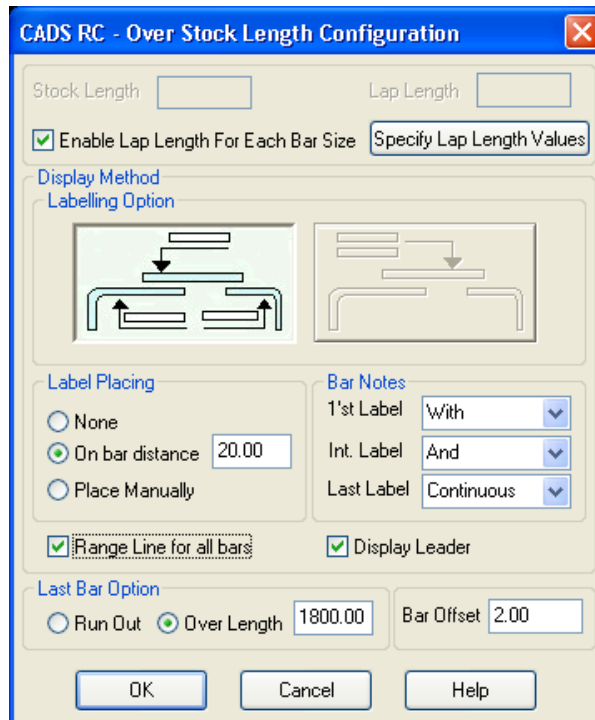 CADS RC - Over Stock Length Configuration
Stock Length Lap Length
Enable Lap Length For Each Bar Size Specify Lap Length Values
Display Method
Labelling Option
Label Placing
None
On bar distance 20.00
Place Manually
Bar Notes
1'st Label With
Int. Label And
Last Label Continuous
Range Line for all bars Display Leader
Last Bar Option
Run Out Over Length 1800.00 Bar Offset 2.00
OK Cancel Help